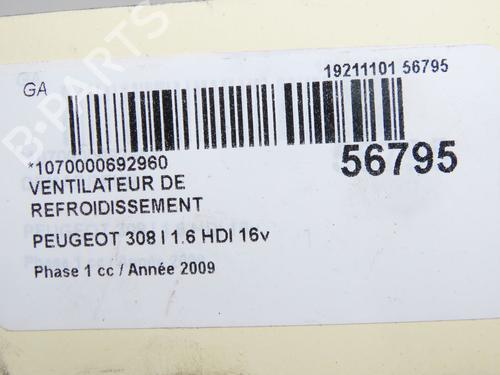 GA
19211101 56795
*1070000692960
56795
VENTILATEUR DE
REFROIDISSEMENT
PEUGEOT 308 I 1.6 HDI 16v
Phase 1 cc / Année 2009
B-PARTS